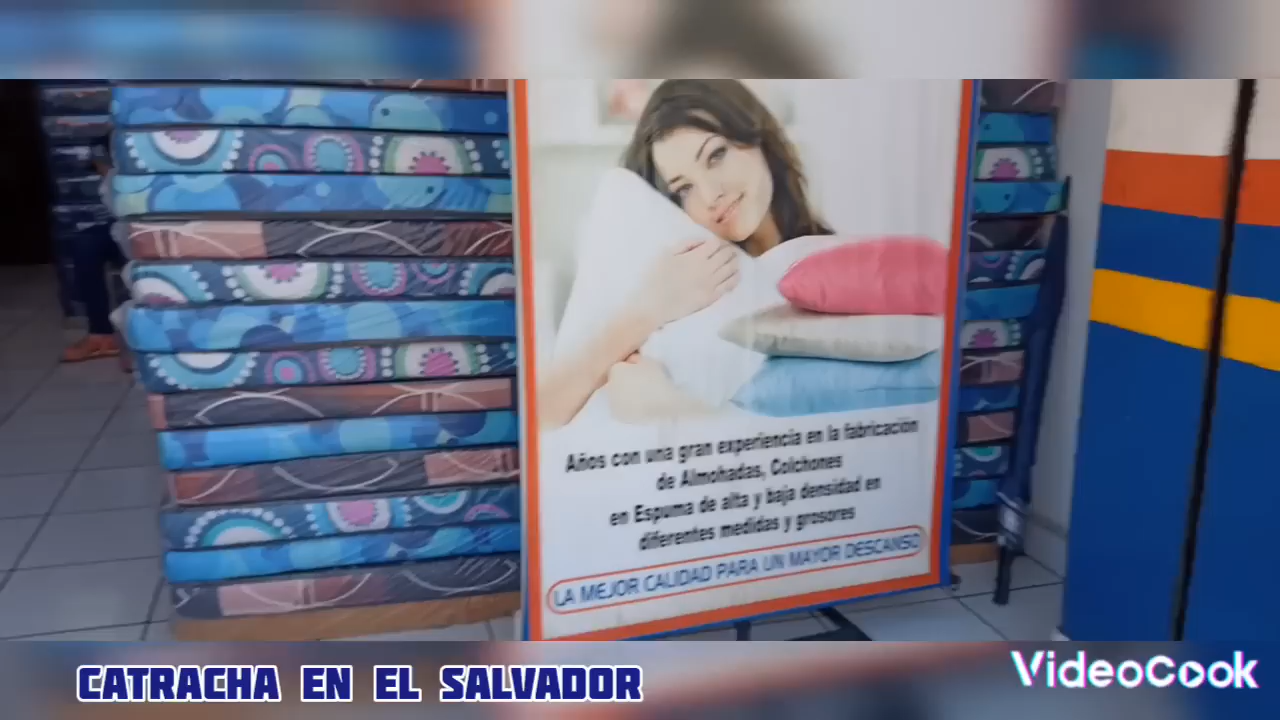 Años con una gran experiencia en la fabricación
de Almohadas, Colchones
en Espuma de alta y baja densidad en
diferentes medidas y grosores
LA MEJOR CALIDAD PARA UN MAYOR DESCANSO
CATRACHA EN EL SALVADOR
VideoCook